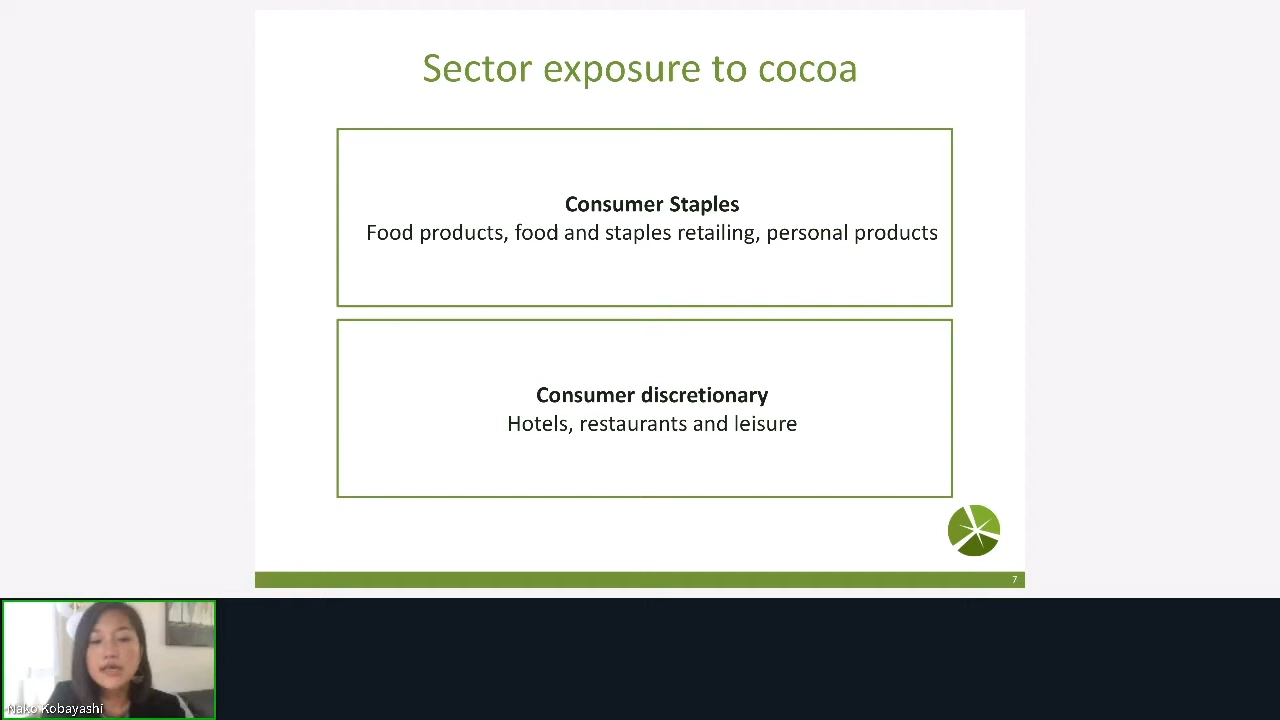 Sector exposure to cocoa
Consumer Staples
Food products, food and staples retailing, personal products
Consumer discretionary
Hotels, restaurants and leisure
7
Nako Kobayashi